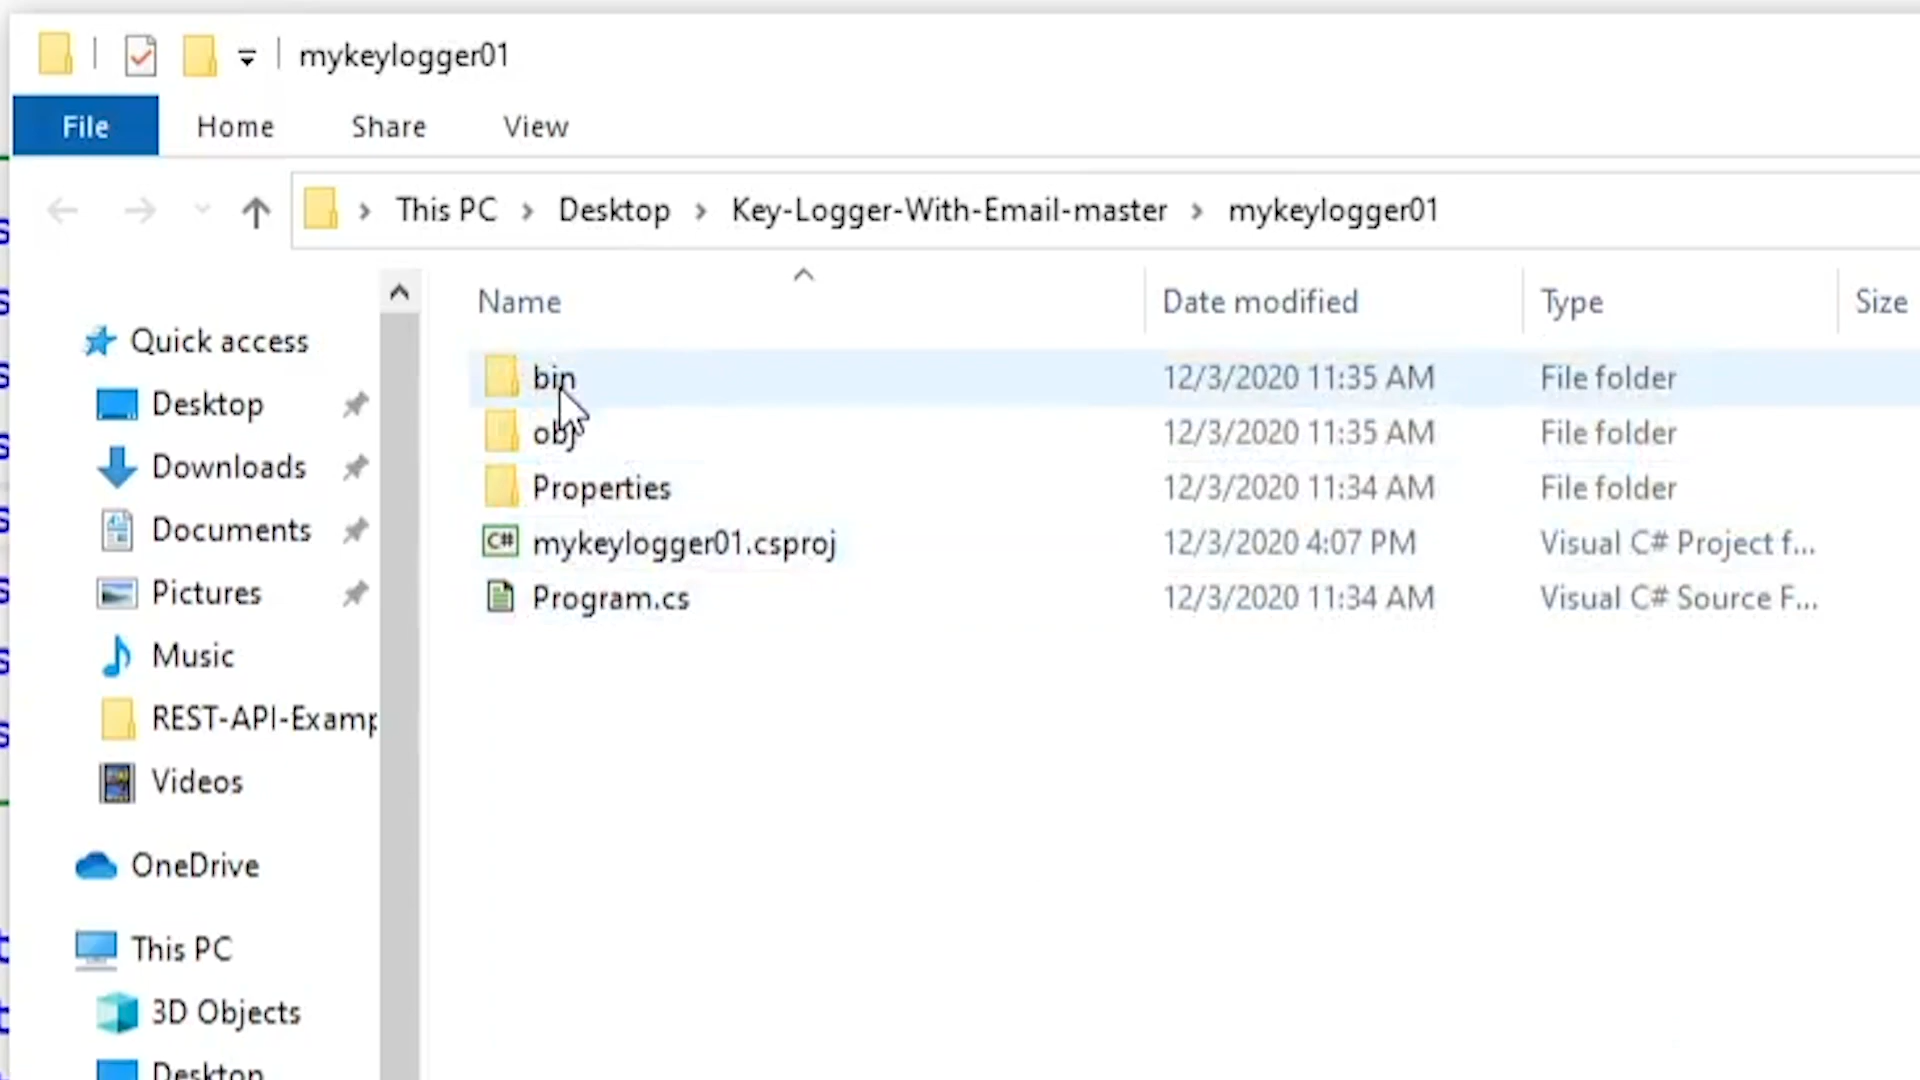 mykeylogger01
File Home Share View
This PC Desktop Key-Logger-With-Email-master mykeylogger01
Name Date modified Type Size
Quick access
Desktop
Downloads
Documents
Pictures
Music
REST-API-Examp
Videos
OneDrive
This PC
3D Objects
Desktop
bin 12/3/2020 11:35 AM File folder
obj 12/3/2020 11:35 AM File folder
Properties 12/3/2020 11:34 AM File folder
mykeylogger01.csproj 12/3/2020 4:07 PM Visual C# Project f...
Program.cs 12/3/2020 11:34 AM Visual C# Source F...